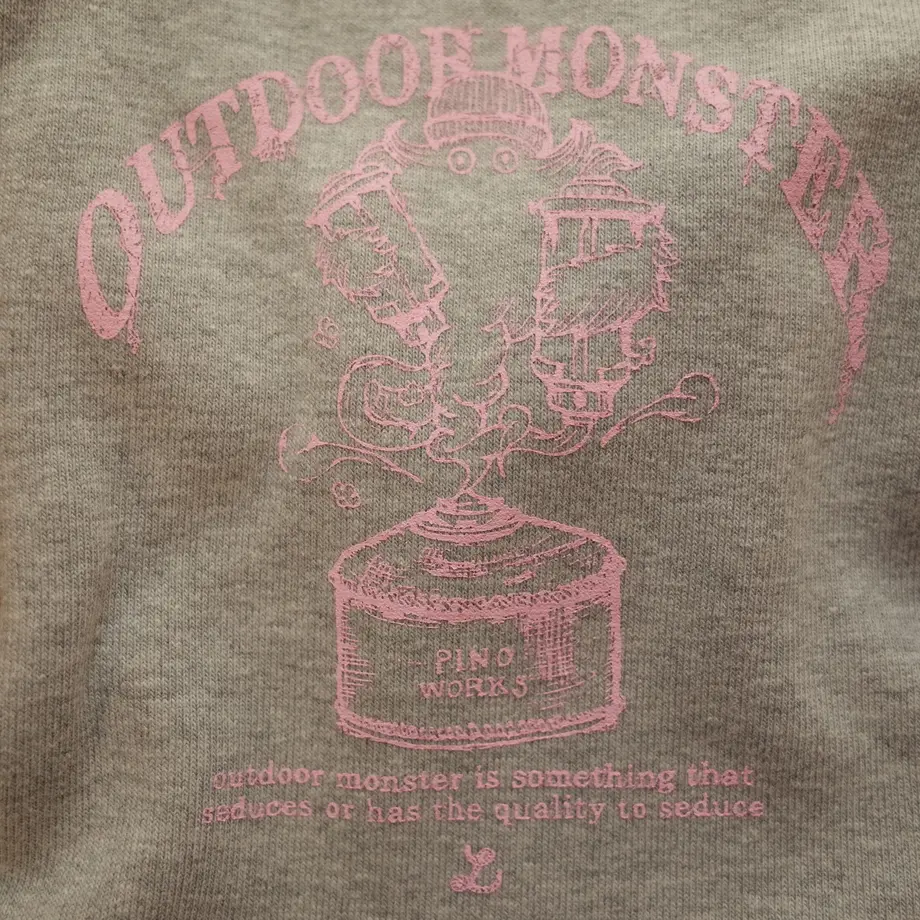 OUTDOOR MONSTER
PINO
WORKS
outdoor monster is something that
seduces or has the quality to seduce
L